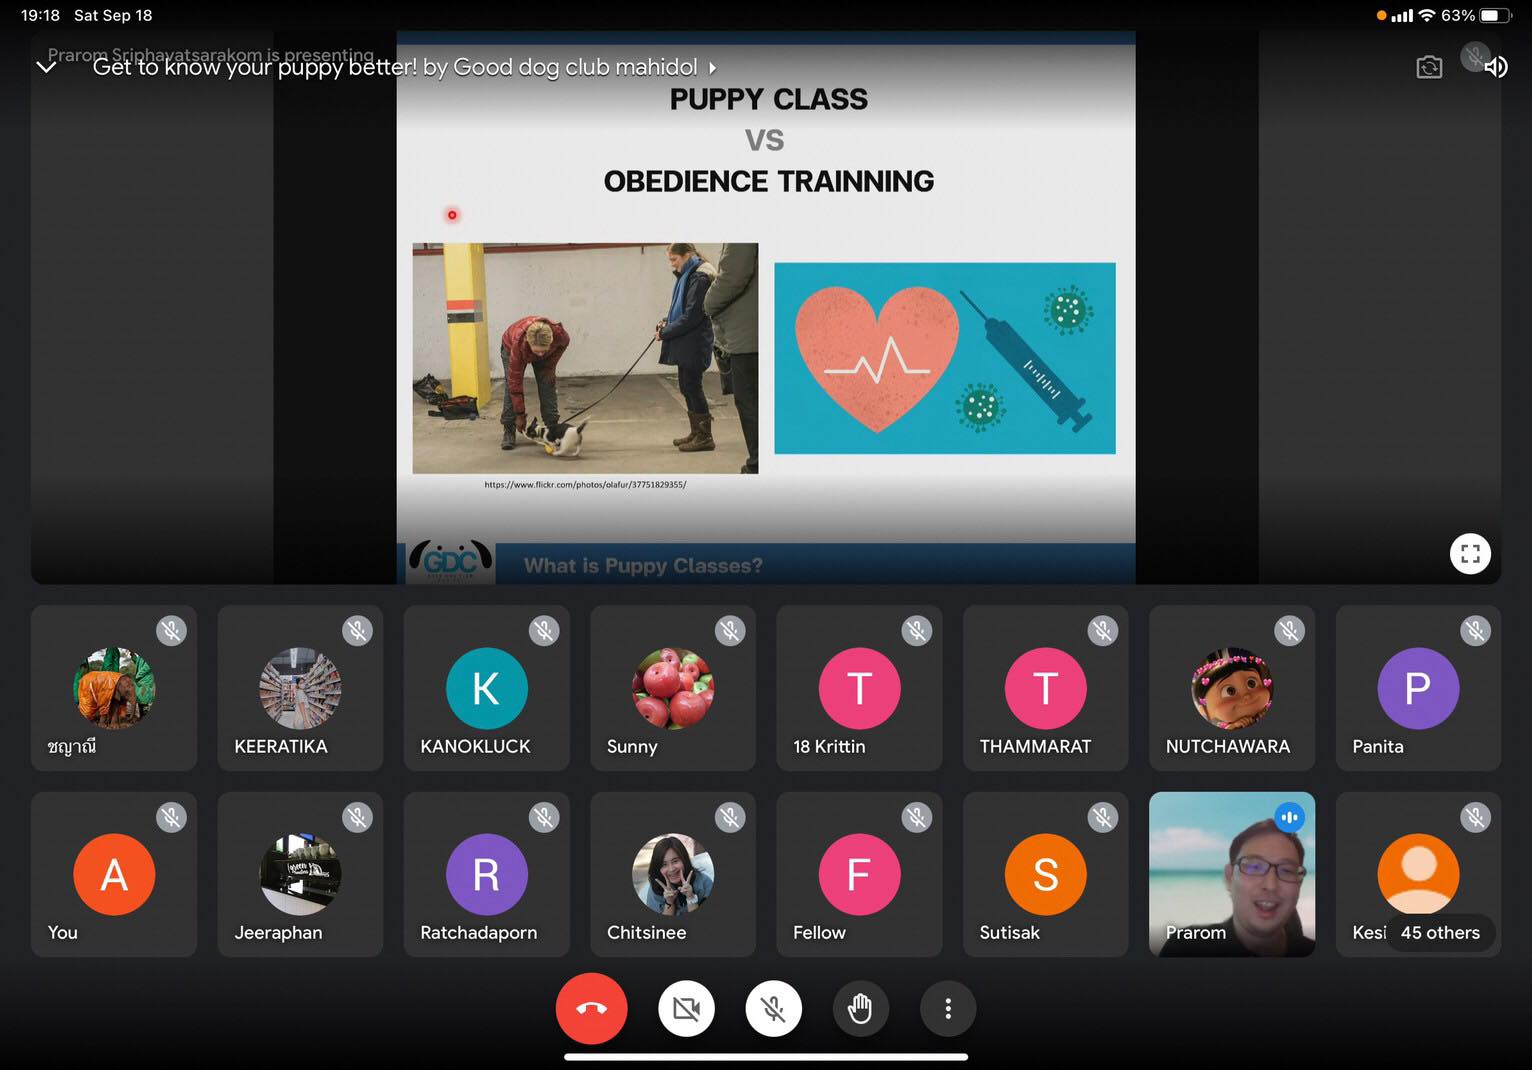 19:18 Sat Sep 18
63%
Prarom Sriphavatsarakom is presenting
Get to know your puppy better! by Good dog club mahidol
PUPPY CLASS
VS
OBEDIENCE TRAINNING
https://www.flickr.com/photos/olafur/37751829355/
GDC
What is Puppy Classes?
ชญาณี
KEERATIKA
K
KANOKLUCK
Sunny
T
18 Krittin
T
THAMMARAT
NUTCHAWARA
P
Panita
A
You
Jeeraphan
R
Ratchadaporn
Chitsinee
F
Fellow
S
Sutisak
Prarom
Kesi
45 others